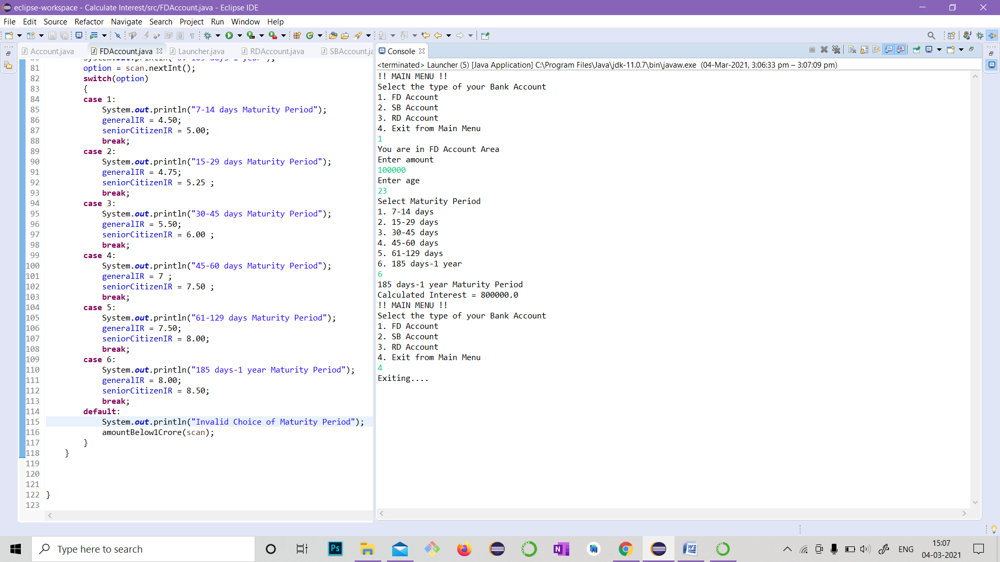 eclipse-workspace - Calculate Interest/src/FDAccount.java - Eclipse IDE
File Edit Source Refactor Navigate Search Project Run Window Help
Account.java FDAccount.java Launcher.java RDAccount.java SBAccount.ja
81 option = scan.nextInt();
82 switch(option)
83 {
84 case 1:
85 System.out.println("7-14 days Maturity Period");
86 generalIR = 4.50;
87 seniorCitizenIR = 5.00;
88 break;
89 case 2:
90 System.out.println("15-29 days Maturity Period");
91 generalIR = 4.75;
92 seniorCitizenIR = 5.25 ;
93 break;
94 case 3:
95 System.out.println("30-45 days Maturity Period");
96 generalIR = 5.50;
97 seniorCitizenIR = 6.00 ;
98 break;
99 case 4:
100 System.out.println("45-60 days Maturity Period");
101 generalIR = 7 ;
102 seniorCitizenIR = 7.50 ;
103 break;
104 case 5:
105 System.out.println("61-129 days Maturity Period");
106 generalIR = 7.50;
107 seniorCitizenIR = 8.00;
108 break;
109 case 6:
110 System.out.println("185 days-1 year Maturity Period");
111 generalIR = 8.00;
112 seniorCitizenIR = 8.50;
113 break;
114 default:
115 System.out.println("Invalid Choice of Maturity Period");
116 amountBelow1Crore(scan);
117 }
118 }
119
120
121
122 }
123
Console
<terminated> Launcher (5) [Java Application] C:\Program Files\Java\jdk-11.0.7\bin\javaw.exe (04-Mar-2021, 3:06:33 pm – 3:07:09 pm)
!! MAIN MENU !!
Select the type of your Bank Account
1. FD Account
2. SB Account
3. RD Account
4. Exit from Main Menu
1
You are in FD Account Area
Enter amount
100000
Enter age
23
Select Maturity Period
1. 7-14 days
2. 15-29 days
3. 30-45 days
4. 45-60 days
5. 61-129 days
6. 185 days-1 year
6
185 days-1 year Maturity Period
Calculated Interest = 800000.0
!! MAIN MENU !!
Select the type of your Bank Account
1. FD Account
2. SB Account
3. RD Account
4. Exit from Main Menu
4
Exiting....
Type here to search
Ps
N
ENG
15:07
04-03-2021